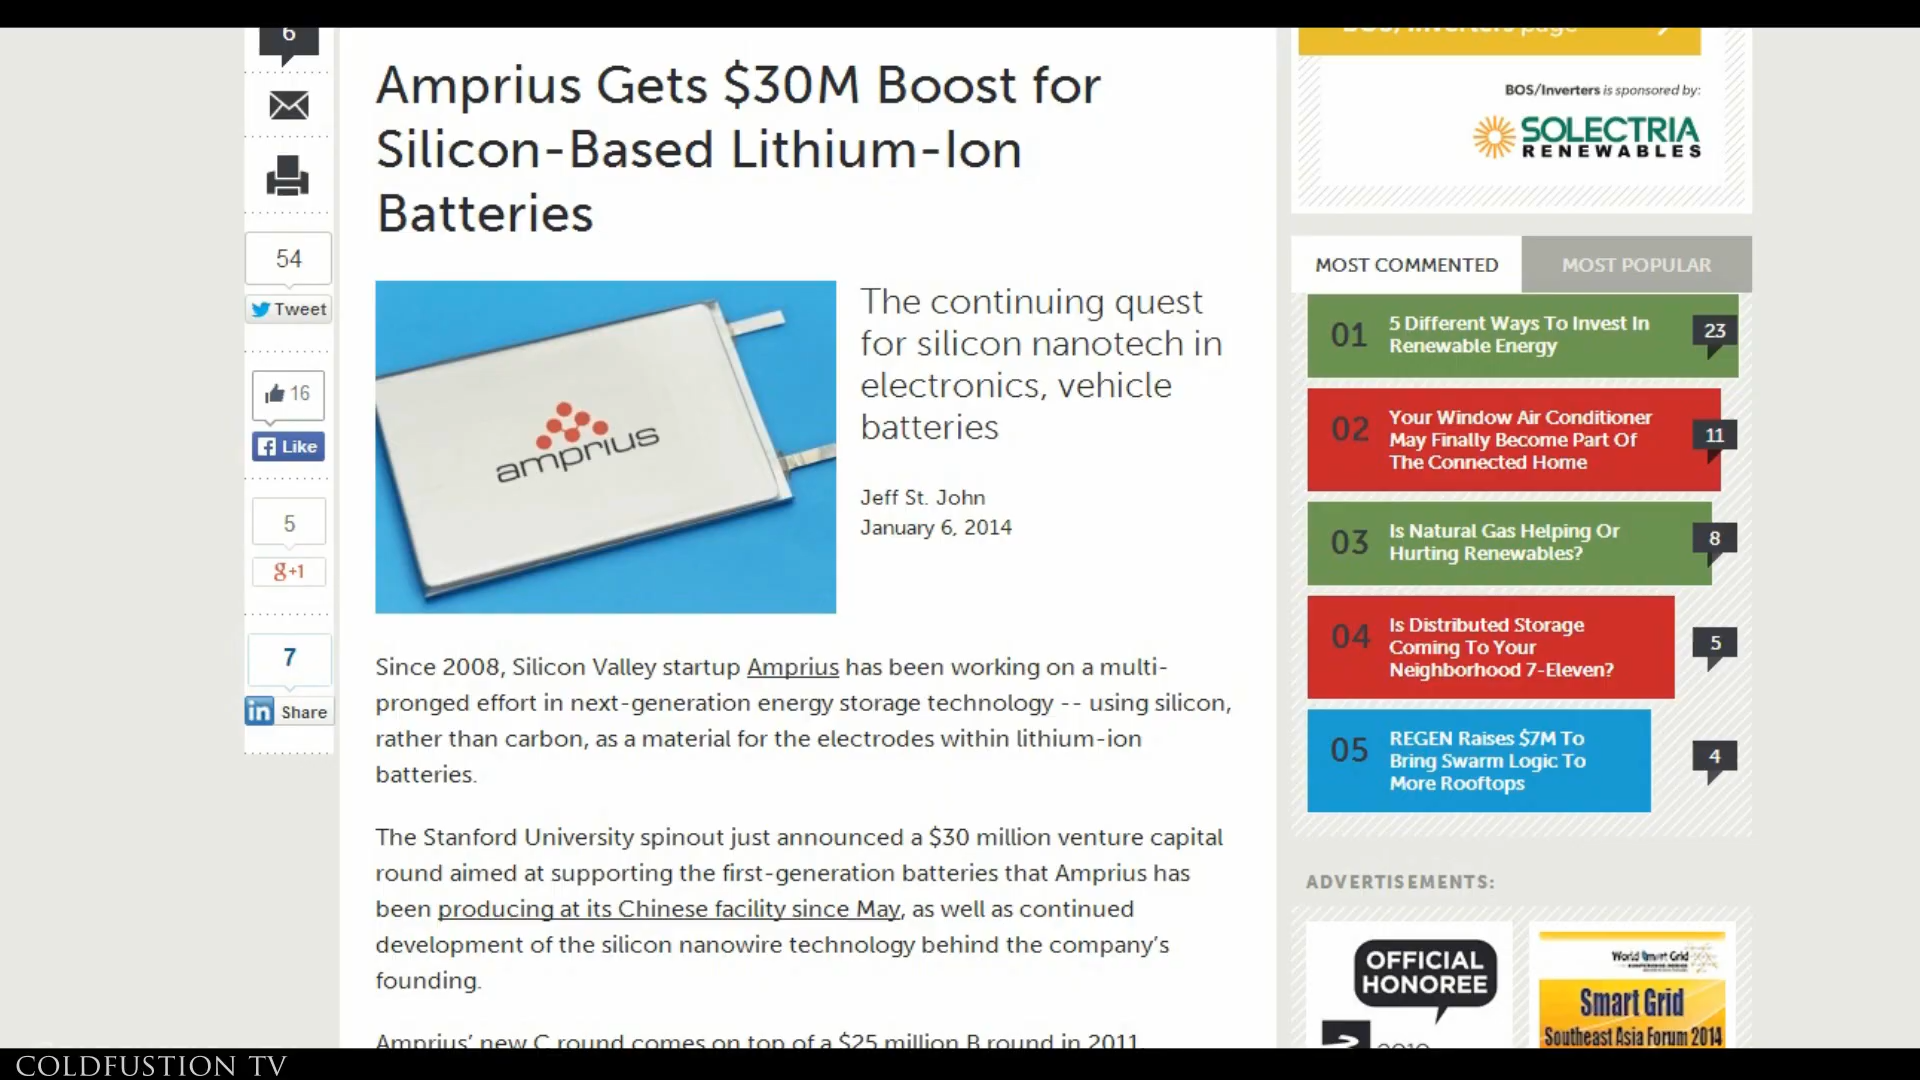 6
54
Tweet
16
Like
5
g+1
7
in Share
Amprius Gets $30M Boost for
Silicon-Based Lithium-Ion
Batteries
amprius
The continuing quest
for silicon nanotech in
electronics, vehicle
batteries
Jeff St. John
January 6, 2014
Since 2008, Silicon Valley startup Amprius has been working on a multi-
pronged effort in next-generation energy storage technology -- using silicon,
rather than carbon, as a material for the electrodes within lithium-ion
batteries.
The Stanford University spinout just announced a $30 million venture capital
round aimed at supporting the first-generation batteries that Amprius has
been producing at its Chinese facility since May, as well as continued
development of the silicon nanowire technology behind the company's
founding.
Amprius' new C round comes on top of a $25 million B round in 2011,
BOS/Inverters page
BOS/Inverters is sponsored by:
SOLECTRIA
RENEWABLES
MOST COMMENTED
MOST POPULAR
01 5 Different Ways To Invest In
Renewable Energy
23
02 Your Window Air Conditioner
May Finally Become Part Of
The Connected Home
11
03 Is Natural Gas Helping Or
Hurting Renewables?
8
04 Is Distributed Storage
Coming To Your
Neighborhood 7-Eleven?
5
05 REGEN Raises $7M To
Bring Swarm Logic To
More Rooftops
4
ADVERTISEMENTS:
OFFICIAL
HONOREE
World Smart Grid
Smart Grid
Southeast Asia Forum 2014
COLDFUSTION TV